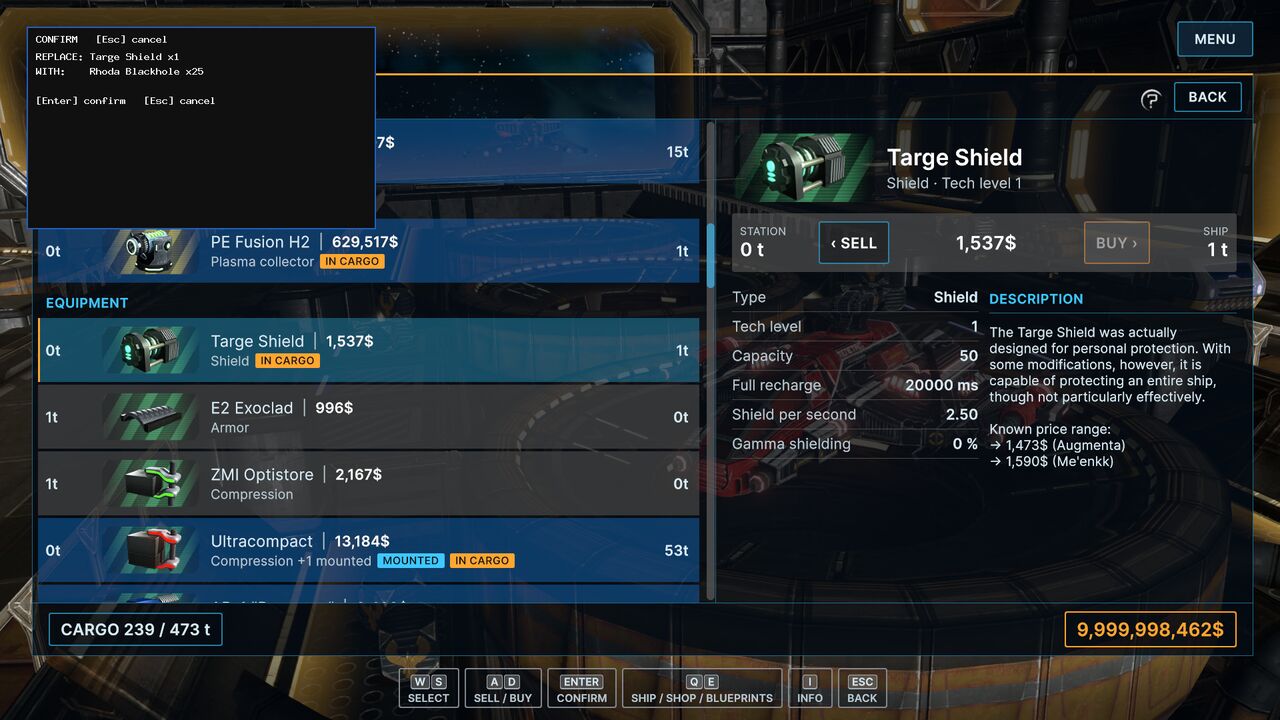 CONFIRM [Esc] cancel
REPLACE: Targe Shield x1
WITH: Rhoda Blackhole x25
[Enter] confirm [Esc] cancel
MENU
BACK
7$
15t
0t
PE Fusion H2 | 629,517$
Plasma collector IN CARGO
1t
EQUIPMENT
0t
Targe Shield | 1,537$
Shield IN CARGO
1t
1t
E2 Exoclad | 996$
Armor
0t
1t
ZMI Optistore | 2,167$
Compression
0t
0t
Ultracompact | 13,184$
Compression +1 mounted MOUNTED IN CARGO
53t
Targe Shield
Shield · Tech level 1
STATION
0 t
‹ SELL
1,537$
BUY ›
SHIP
1 t
Type Shield
Tech level 1
Capacity 50
Full recharge 20000 ms
Shield per second 2.50
Gamma shielding 0 %
DESCRIPTION
The Targe Shield was actually
designed for personal protection. With
some modifications, however, it is
capable of protecting an entire ship,
though not particularly effectively.
Known price range:
→ 1,473$ (Augmenta)
→ 1,590$ (Me'enkk)
CARGO 239 / 473 t
9,999,998,462$
W S
SELECT
A D
SELL / BUY
ENTER
CONFIRM
Q E
SHIP / SHOP / BLUEPRINTS
I
INFO
ESC
BACK